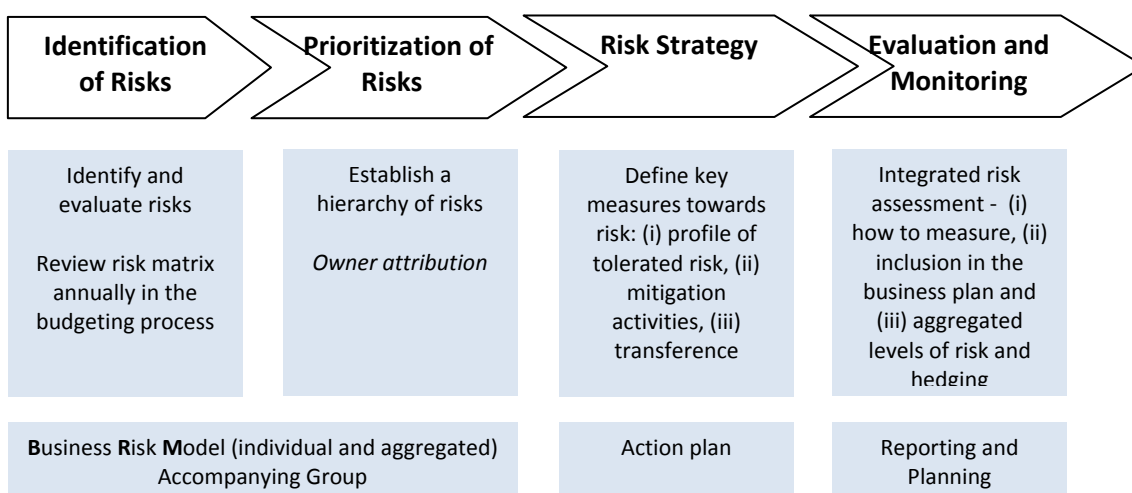 Identification
of Risks
Prioritization of
Risks
Risk Strategy
Evaluation and
Monitoring
Identify and
evaluate risks
Review risk matrix
annually in the
budgeting process
Establish a
hierarchy of risks
Owner attribution
Define key
measures towards
risk: (i) profile of
tolerated risk, (ii)
mitigation
activities, (iii)
transference
Integrated risk
assessment - (i)
how to measure, (ii)
inclusion in the
business plan and
(iii) aggregated
levels of risk and
hedging
Business Risk Model (individual and aggregated)
Accompanying Group
Action plan
Reporting and
Planning